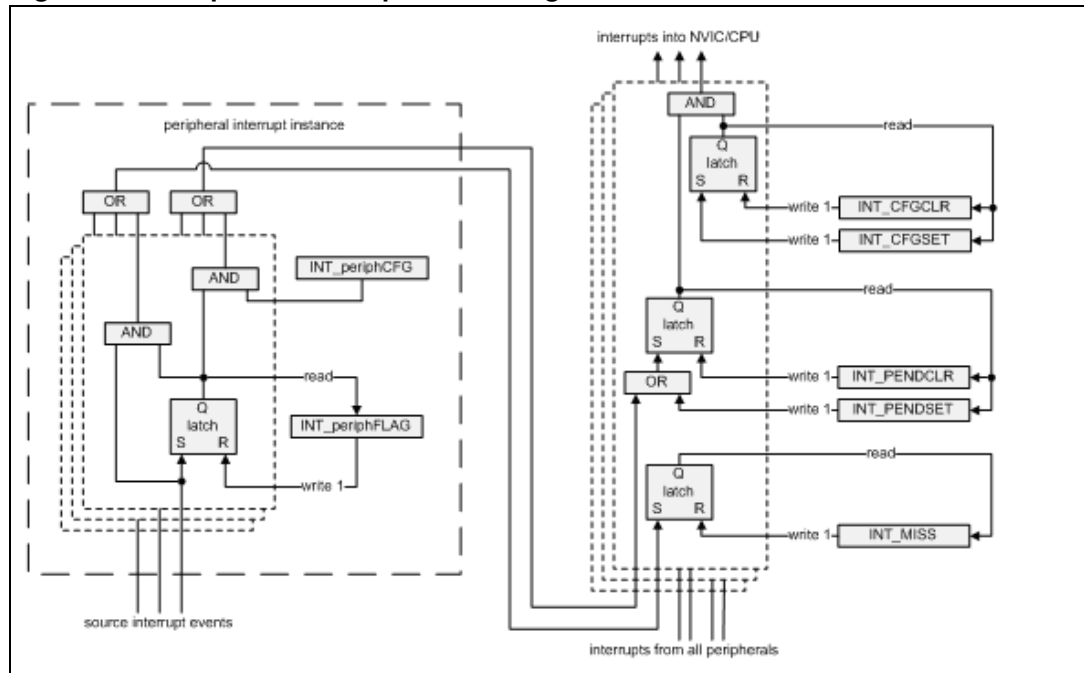 interrupts into NVIC/CPU
AND
peripheral interrupt instance
read
Q
latch
S R
OR
OR
write 1
INT_CFGCLR
write 1
INT_CFGSET
AND
INT_periphCFG
read
Q
latch
S R
AND
read
OR
write 1
INT_PENDCLR
write 1
INT_PENDSET
Q
latch
S R
INT_periphFLAG
read
Q
latch
S R
write 1
write 1
INT_MISS
source interrupt events
interrupts from all peripherals